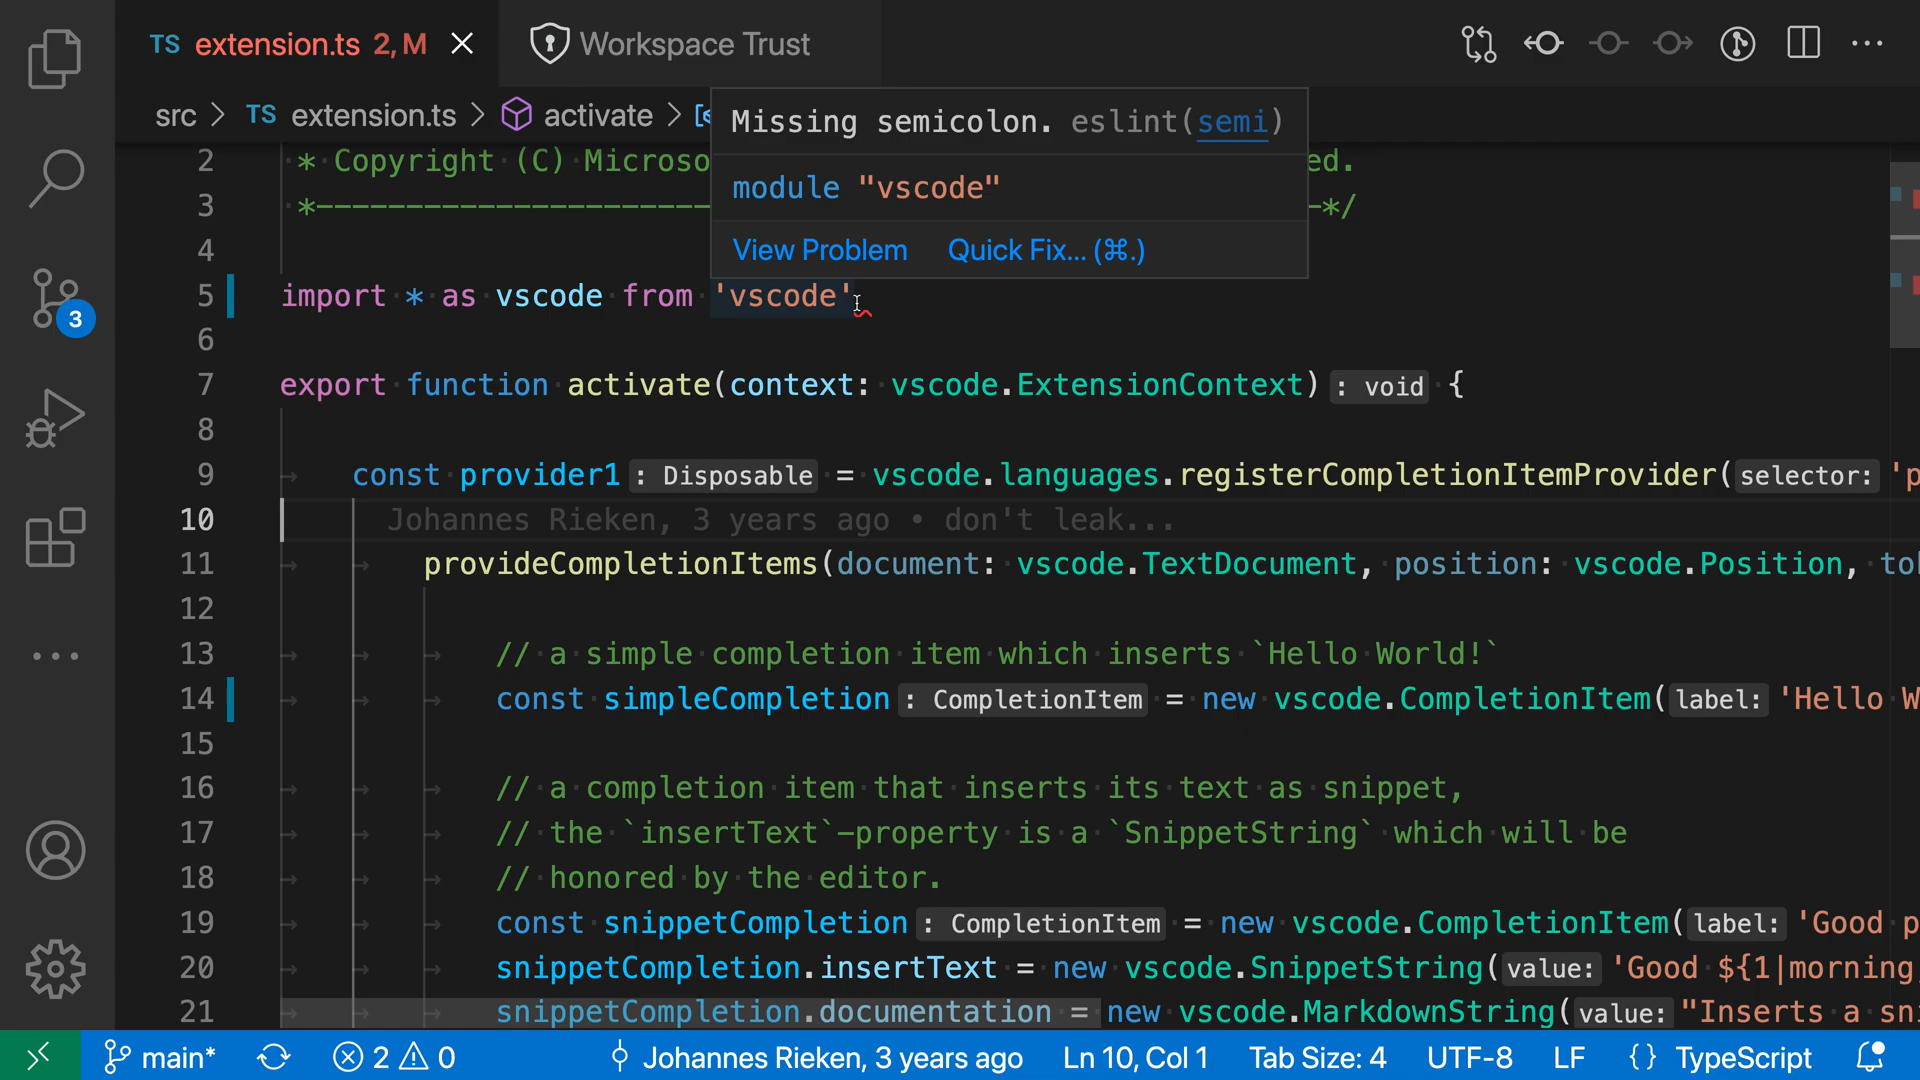 TS extension.ts 2, M
Workspace Trust
src > TS extension.ts > activate >
Missing semicolon. eslint(semi)
module "vscode"
View Problem Quick Fix... (⌘.)
2 * Copyright (C) Microso ed.
3 *--------------------- -*/
4
5 import * as vscode from 'vscode'
6
7 export function activate(context: vscode.ExtensionContext) : void {
8
9 const provider1 : Disposable = vscode.languages.registerCompletionItemProvider( selector: 'p
10 Johannes Rieken, 3 years ago • don't leak...
11 provideCompletionItems(document: vscode.TextDocument, position: vscode.Position, to
12
13 // a simple completion item which inserts `Hello World!`
14 const simpleCompletion : CompletionItem = new vscode.CompletionItem( label: 'Hello W
15
16 // a completion item that inserts its text as snippet,
17 // the `insertText`-property is a `SnippetString` which will be
18 // honored by the editor.
19 const snippetCompletion : CompletionItem = new vscode.CompletionItem( label: 'Good p
20 snippetCompletion.insertText = new vscode.SnippetString( value: 'Good ${1|morning
21 snippetCompletion.documentation = new vscode.MarkdownString( value: "Inserts a sni
3
main* 2 0 Johannes Rieken, 3 years ago Ln 10, Col 1 Tab Size: 4 UTF-8 LF {} TypeScript